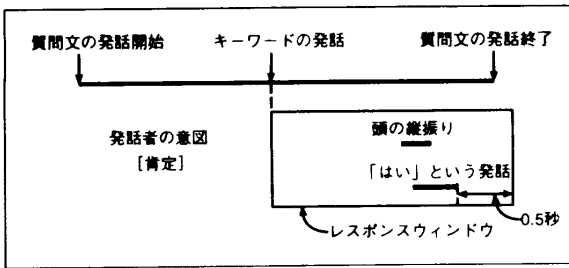 質問文の発話開始
キーワードの発話
質問文の発話終了
発話者の意図
[肯定]
頭の縦振り
「はい」という発話
0.5秒
レスポンスウィンドウ